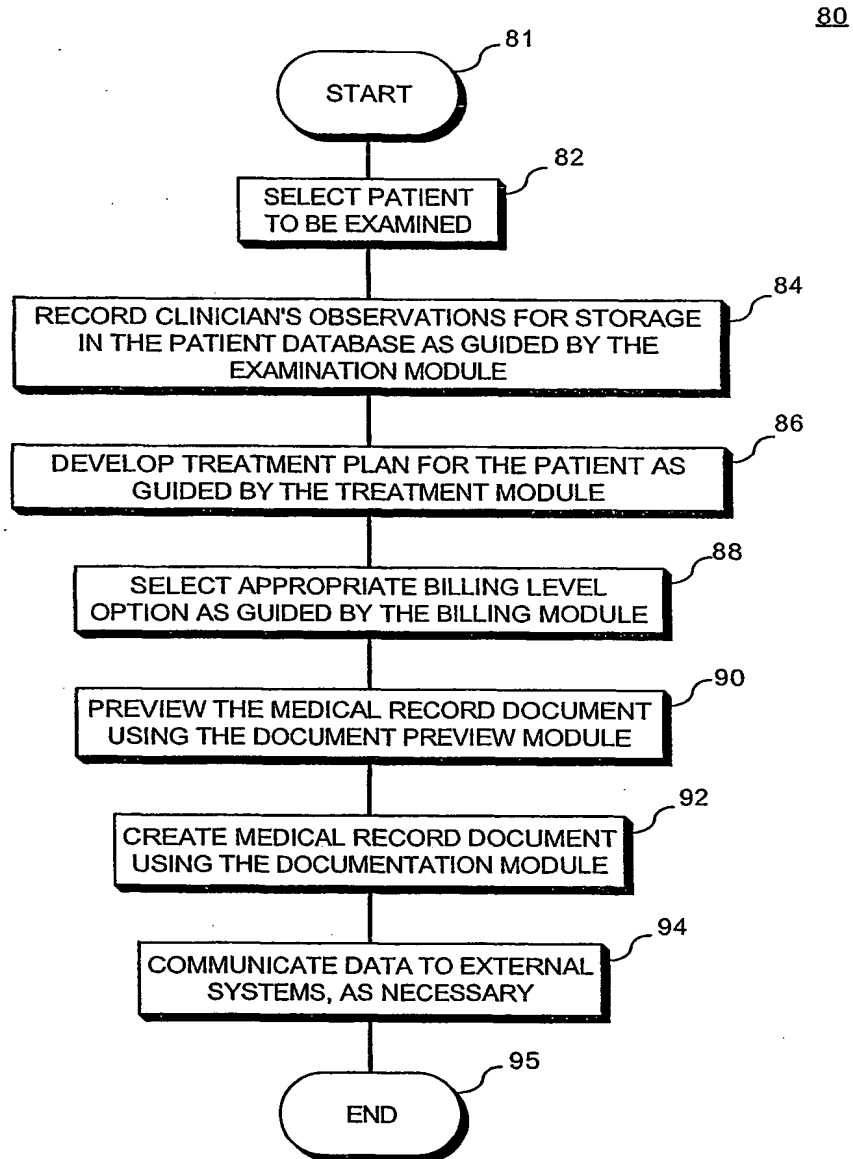 80
81
START
82
SELECT PATIENT
TO BE EXAMINED
84
RECORD CLINICIAN'S OBSERVATIONS FOR STORAGE
IN THE PATIENT DATABASE AS GUIDED BY THE
EXAMINATION MODULE
86
DEVELOP TREATMENT PLAN FOR THE PATIENT AS
GUIDED BY THE TREATMENT MODULE
88
SELECT APPROPRIATE BILLING LEVEL
OPTION AS GUIDED BY THE BILLING MODULE
90
PREVIEW THE MEDICAL RECORD DOCUMENT
USING THE DOCUMENT PREVIEW MODULE
92
CREATE MEDICAL RECORD DOCUMENT
USING THE DOCUMENTATION MODULE
94
COMMUNICATE DATA TO EXTERNAL
SYSTEMS, AS NECESSARY
95
END